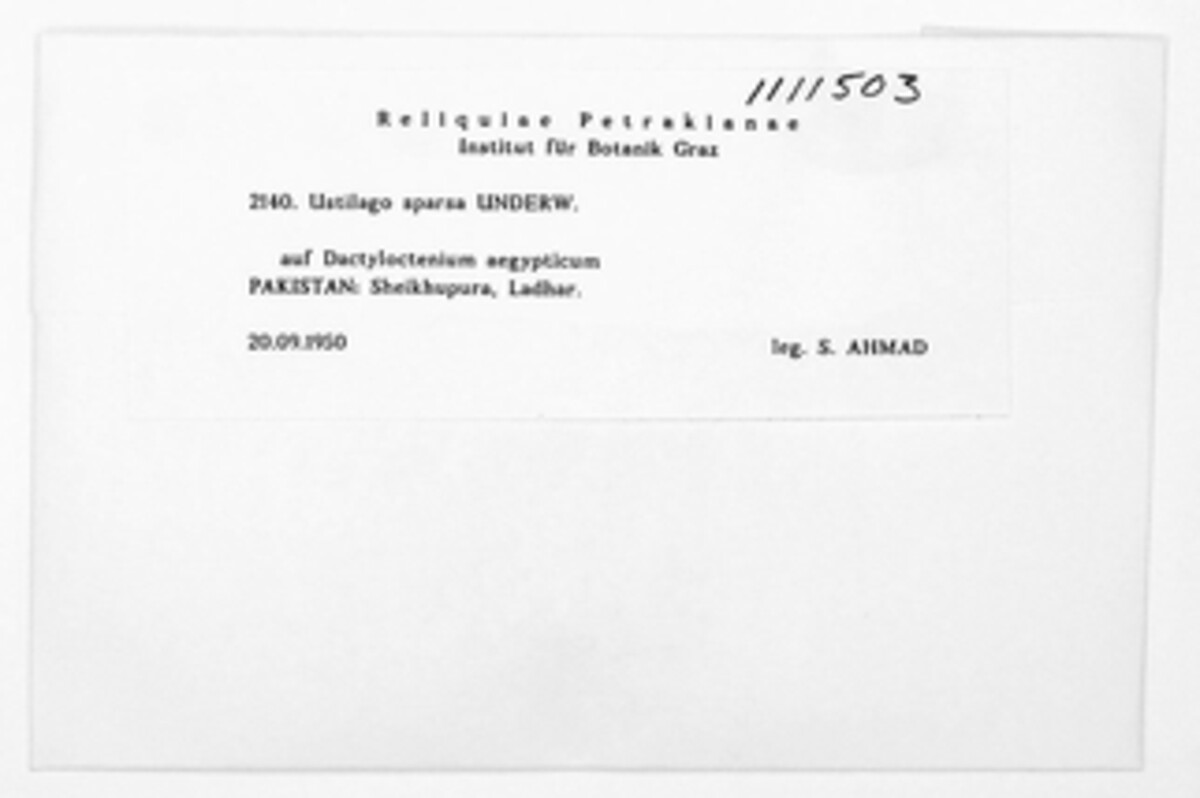 1111503
Reliquiae Petrakianae
Institut für Botanik Graz
2140. Ustilago sparsa UNDERW.
auf Dactyloctenium aegypticum
PAKISTAN: Sheikhupura, Ladhar.
20.09.1950 leg. S. AHMAD